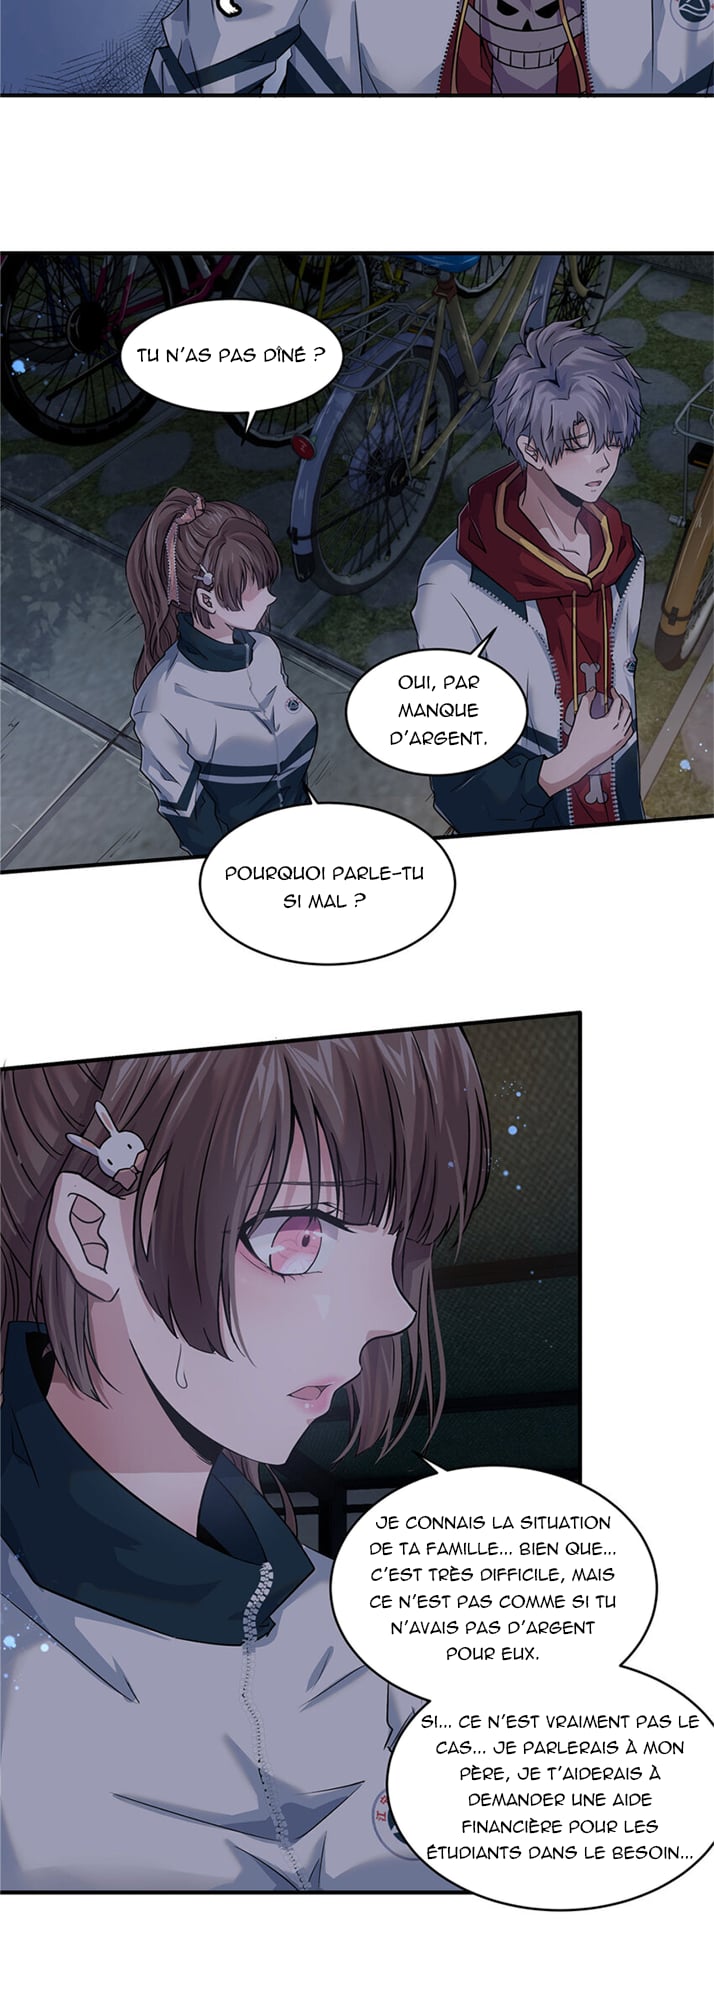 TU N'AS PAS DÎNÉ ?
OUI, PAR
MANQUE
D'ARGENT.
POURQUOI PARLE-TU
SI MAL ?
JE CONNAIS LA SITUATION
DE TA FAMILLE... BIEN QUE...
C'EST TRÈS DIFFICILE, MAIS
CE N'EST PAS COMME SI TU
N'AVAIS PAS D'ARGENT
POUR EUX.
SI... CE N'EST VRAIMENT PAS LE
CAS... JE PARLERAIS À MON
PÈRE, JE T'AIDERAIS À
DEMANDER UNE AIDE
FINANCIÈRE POUR LES
ÉTUDIANTS DANS LE BESOIN...